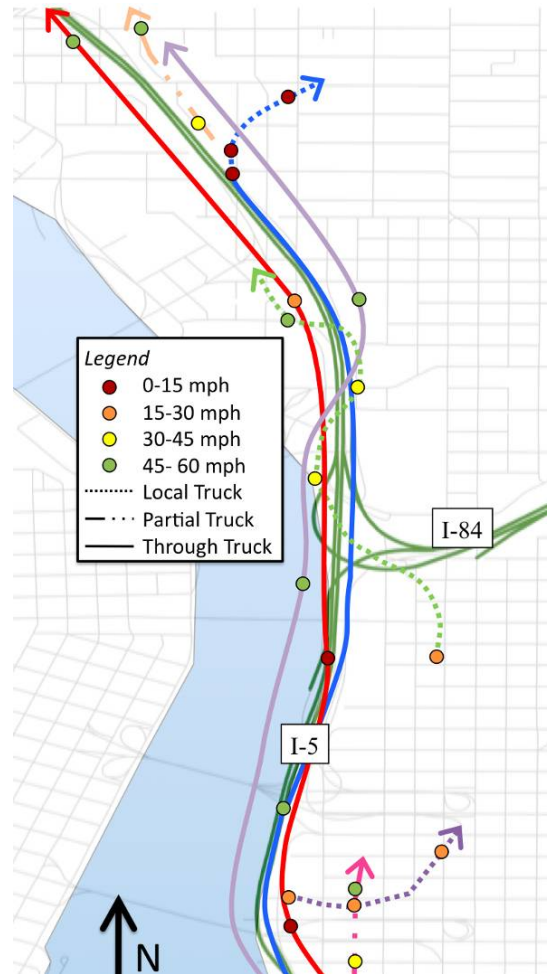 Legend
0-15 mph
15-30 mph
30-45 mph
45- 60 mph
Local Truck
Partial Truck
Through Truck
I-84
I-5
N